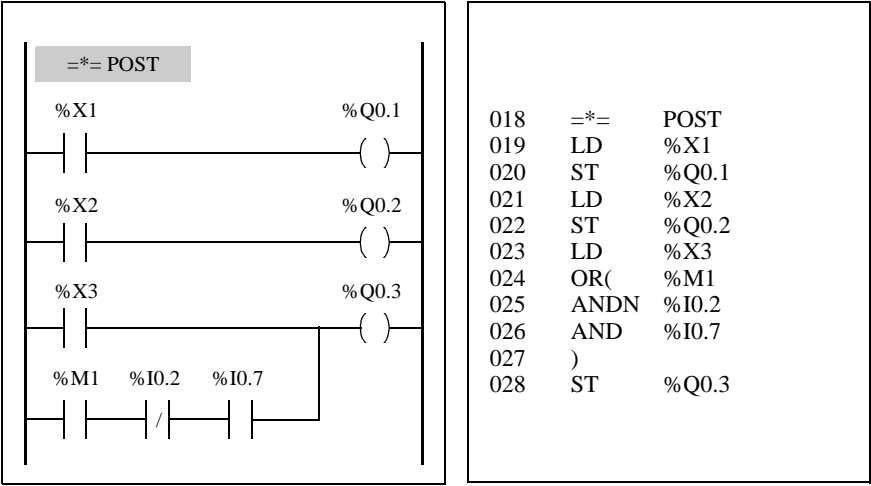 =*= POST
%X1 %Q0.1
%X2 %Q0.2
%X3 %Q0.3
%M1 %I0.2 %I0.7
/
018 =*= POST
019 LD %X1
020 ST %Q0.1
021 LD %X2
022 ST %Q0.2
023 LD %X3
024 OR( %M1
025 ANDN %I0.2
026 AND %I0.7
027 )
028 ST %Q0.3